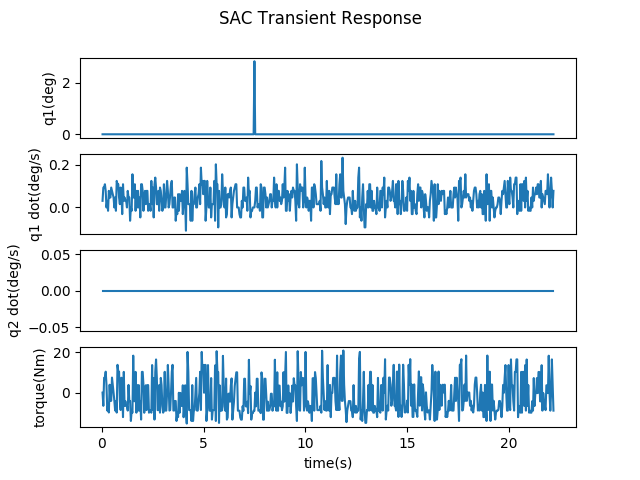 SAC Transient Response
q1(deg)
2
0
q1 dot(deg/s)
0.2
0.0
q2 dot(deg/s)
0.05
0.00
−0.05
torque(Nm)
20
0
0 5 10 15 20
time(s)